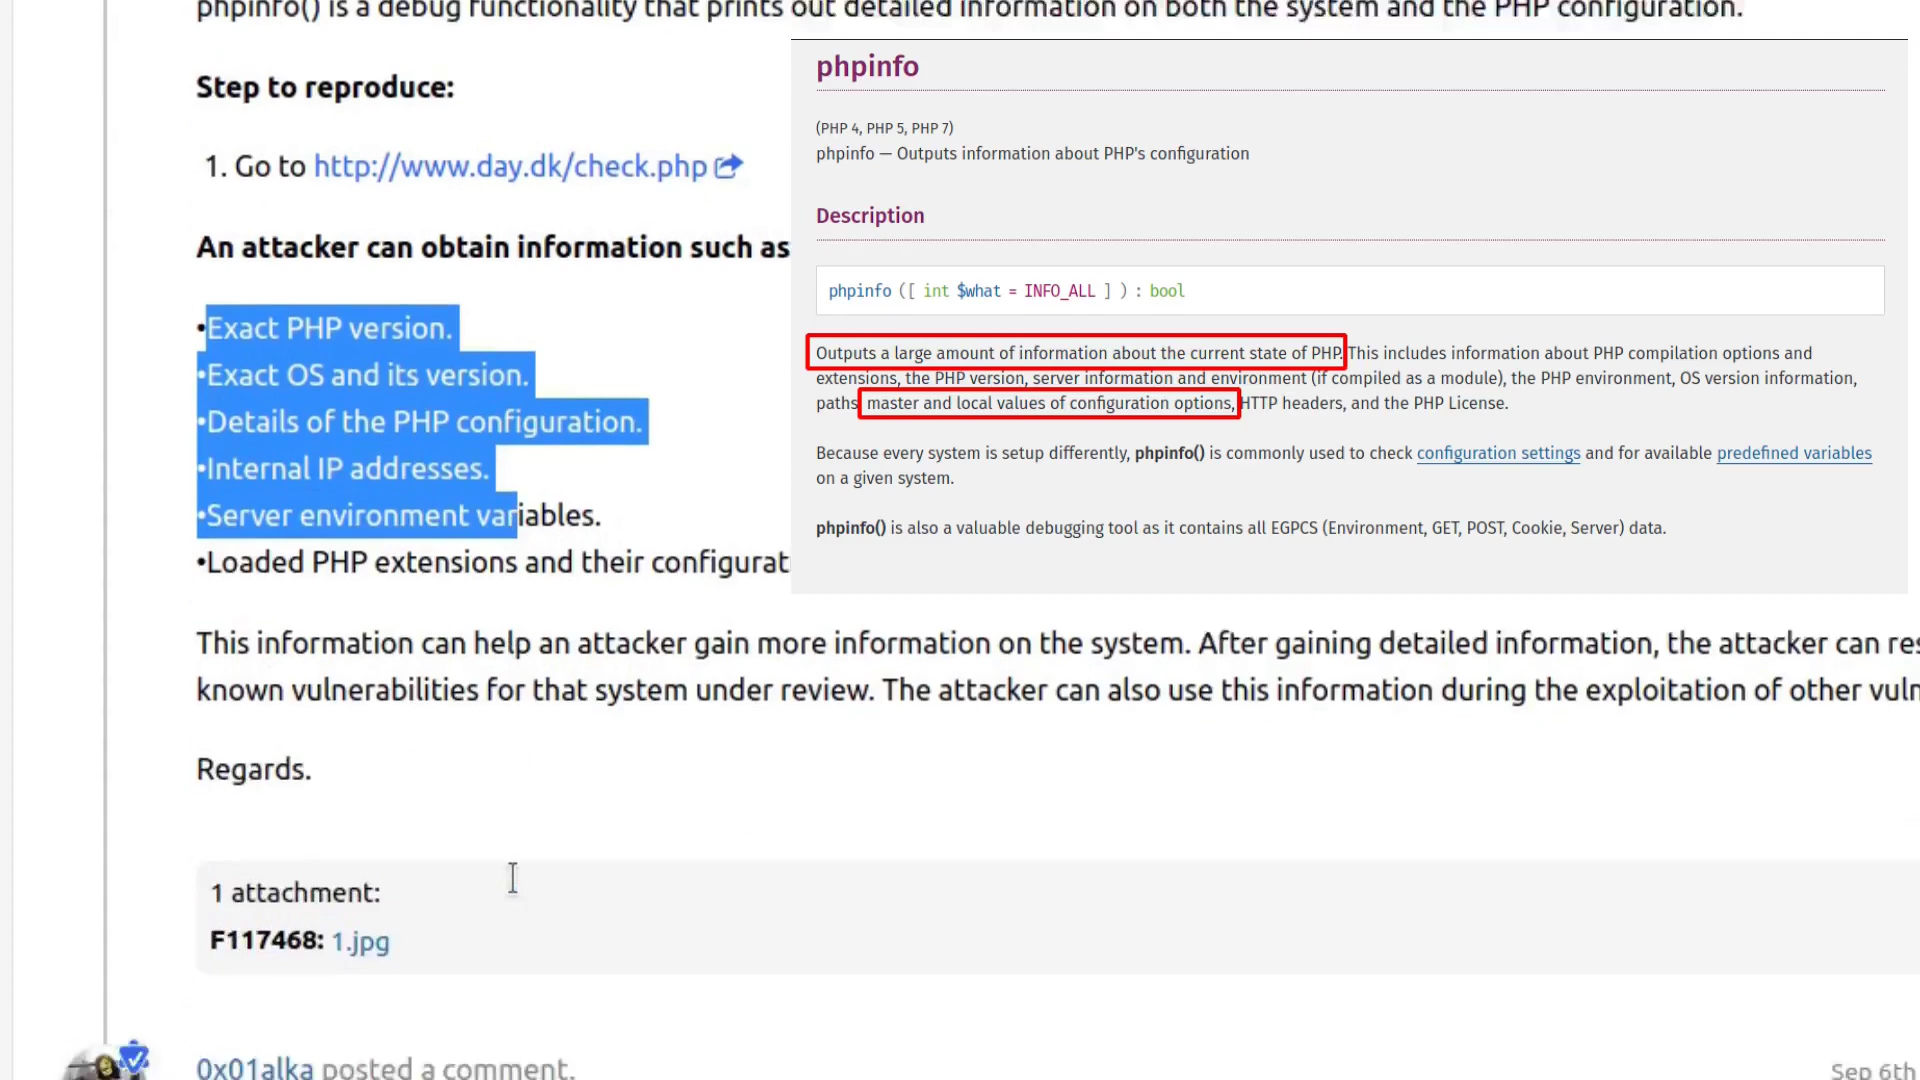 phpinfo() is a debug functionality that prints out detailed information on both the system and the PHP configuration.
Step to reproduce:
1. Go to http://www.day.dk/check.php
An attacker can obtain information such as
•Exact PHP version.
•Exact OS and its version.
•Details of the PHP configuration.
•Internal IP addresses.
•Server environment variables.
•Loaded PHP extensions and their configurat
phpinfo
(PHP 4, PHP 5, PHP 7)
phpinfo — Outputs information about PHP's configuration
Description
phpinfo ([ int $what = INFO_ALL ] ) : bool
Outputs a large amount of information about the current state of PHP. This includes information about PHP compilation options and
extensions, the PHP version, server information and environment (if compiled as a module), the PHP environment, OS version information,
paths, master and local values of configuration options, HTTP headers, and the PHP License.
Because every system is setup differently, phpinfo() is commonly used to check configuration settings and for available predefined variables
on a given system.
phpinfo() is also a valuable debugging tool as it contains all EGPCS (Environment, GET, POST, Cookie, Server) data.
This information can help an attacker gain more information on the system. After gaining detailed information, the attacker can res
known vulnerabilities for that system under review. The attacker can also use this information during the exploitation of other vuln
Regards.
1 attachment:
F117468: 1.jpg
0x01alka posted a comment.
Sep 6th